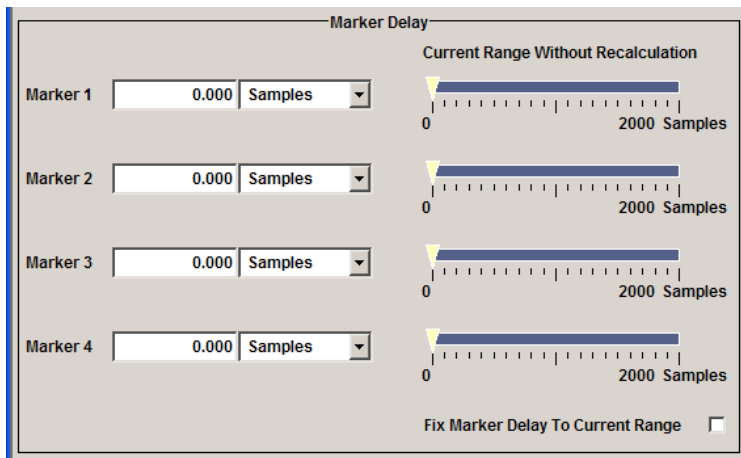 Marker Delay
Current Range Without Recalculation
Marker 1 0.000 Samples
0 2000 Samples
Marker 2 0.000 Samples
0 2000 Samples
Marker 3 0.000 Samples
0 2000 Samples
Marker 4 0.000 Samples
0 2000 Samples
Fix Marker Delay To Current Range